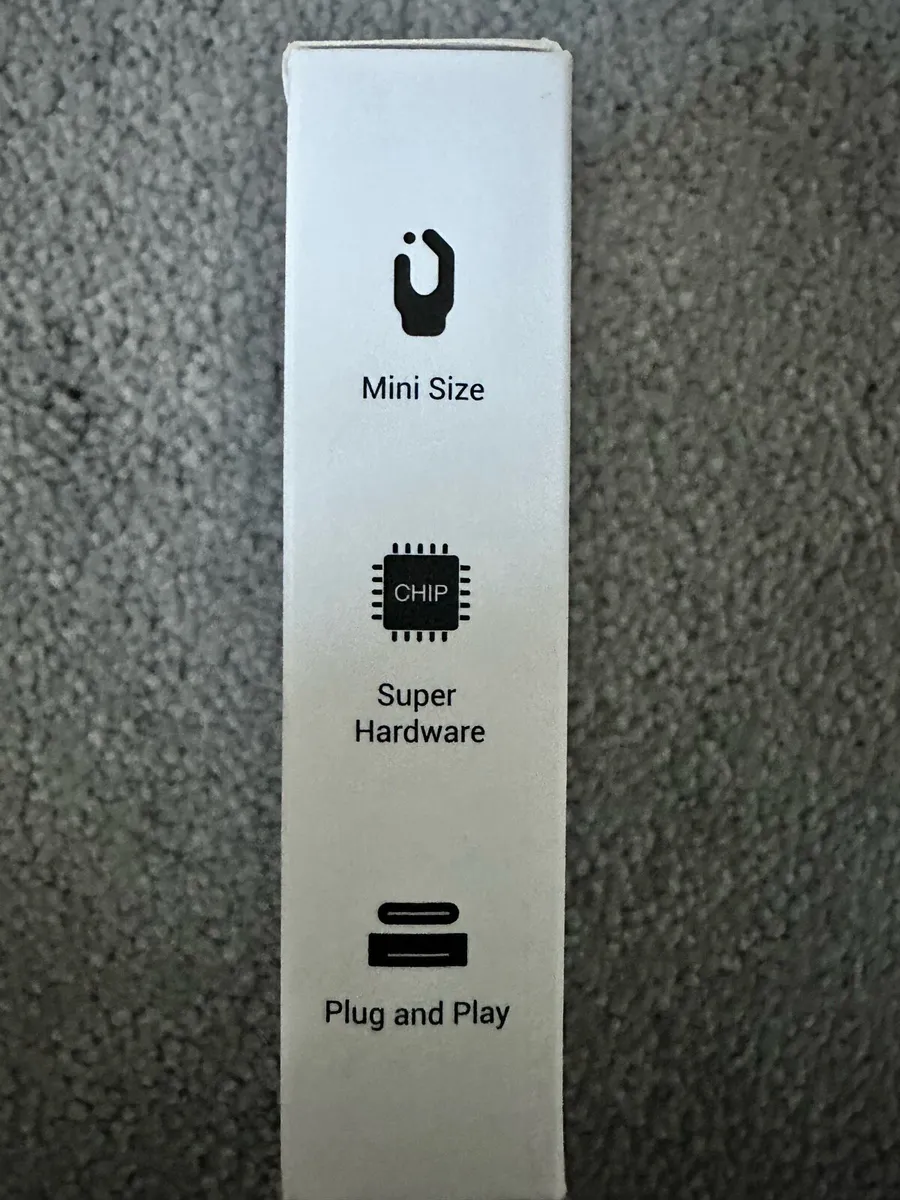 Mini Size
CHIP
Super
Hardware
Plug and Play